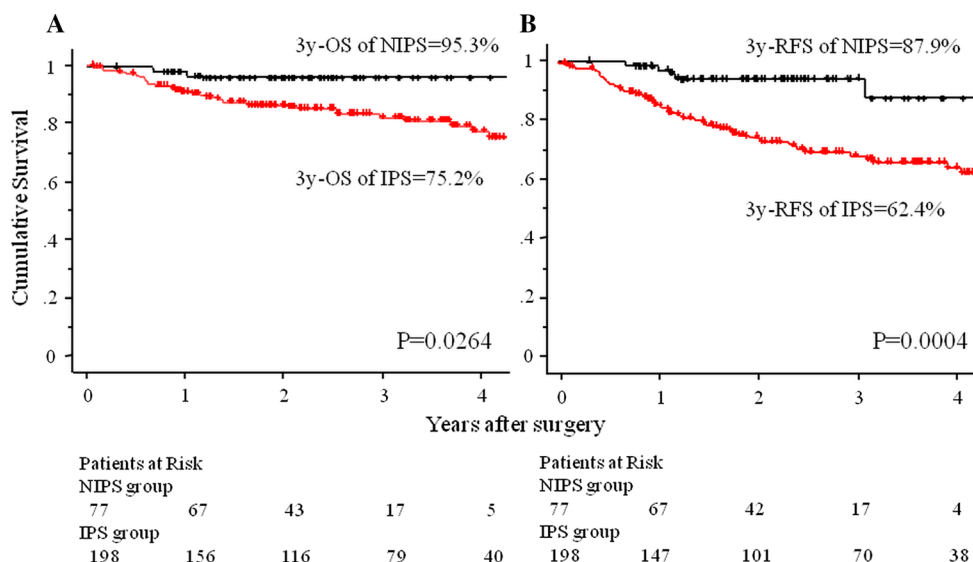 A
3y-OS of NIPS=95.3%
3y-OS of IPS=75.2%
P=0.0264
Cumulative Survival
1
.8
.6
.4
.2
0
0 1 2 3 4
B
3y-RFS of NIPS=87.9%
3y-RFS of IPS=62.4%
P=0.0004
1
.8
.6
.4
.2
0
0 1 2 3 4
Years after surgery
Patients at Risk
NIPS group
77 67 43 17 5
IPS group
198 156 116 79 40
Patients at Risk
NIPS group
77 67 42 17 4
IPS group
198 147 101 70 38